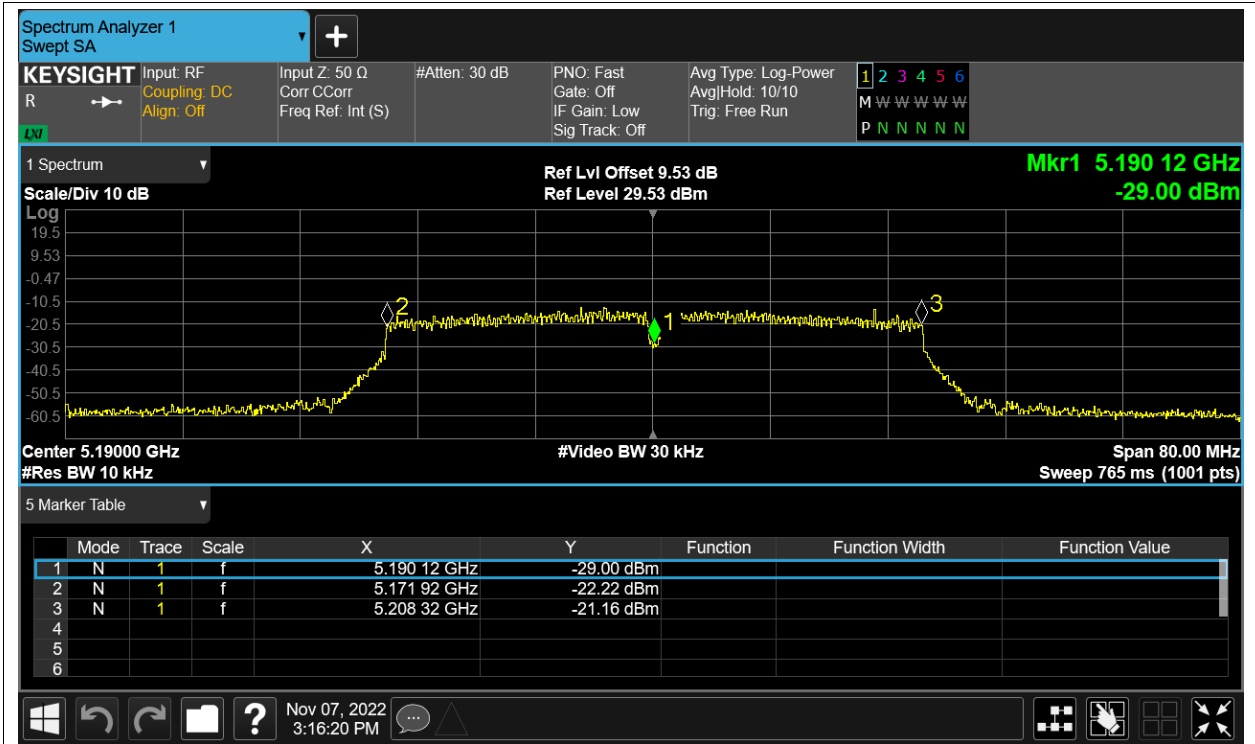 Spectrum Analyzer 1
Swept SA
KEYSIGHT
R
LXI
Input: RF
Coupling: DC
Align: Off
Input Z: 50 Ω
Corr CCorr
Freq Ref: Int (S)
#Atten: 30 dB
PNO: Fast
Gate: Off
IF Gain: Low
Sig Track: Off
Avg Type: Log-Power
Avg|Hold: 10/10
Trig: Free Run
1 2 3 4 5 6
M W W W W W
P N N N N N
1 Spectrum
Scale/Div 10 dB
Ref Lvl Offset 9.53 dB
Ref Level 29.53 dBm
Mkr1 5.190 12 GHz
-29.00 dBm
Log
19.5
9.53
-0.47
-10.5
-20.5
-30.5
-40.5
-50.5
-60.5
2
1
3
Center 5.19000 GHz
#Video BW 30 kHz
Span 80.00 MHz
#Res BW 10 kHz
Sweep 765 ms (1001 pts)
5 Marker Table
Mode Trace Scale X Y Function Function Width Function Value
1 N 1 f 5.190 12 GHz -29.00 dBm
2 N 1 f 5.171 92 GHz -22.22 dBm
3 N 1 f 5.208 32 GHz -21.16 dBm
4
5
6
?
Nov 07, 2022
3:16:20 PM